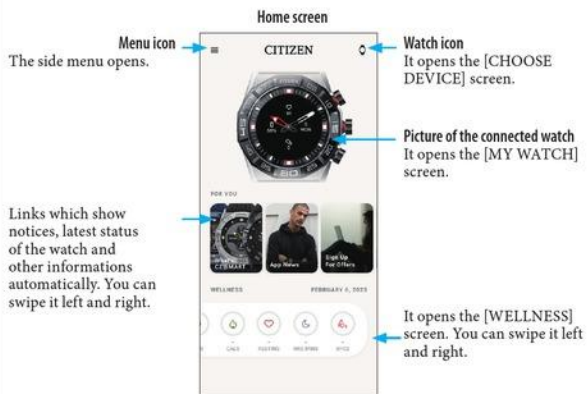 Home screen
Menu icon
The side menu opens.
CITIZEN
Watch icon
It opens the [CHOOSE
DEVICE] screen.
Picture of the connected watch
It opens the [MY WATCH]
screen.
FOR YOU
Links which show
notices, latest status
of the watch and
other informations
automatically. You can
swipe it left and right.
CZ SMART
App News
Sign Up
For Offers
WELLNESS
FEBRUARY 6, 2023
It opens the [WELLNESS]
screen. You can swipe it left
and right.